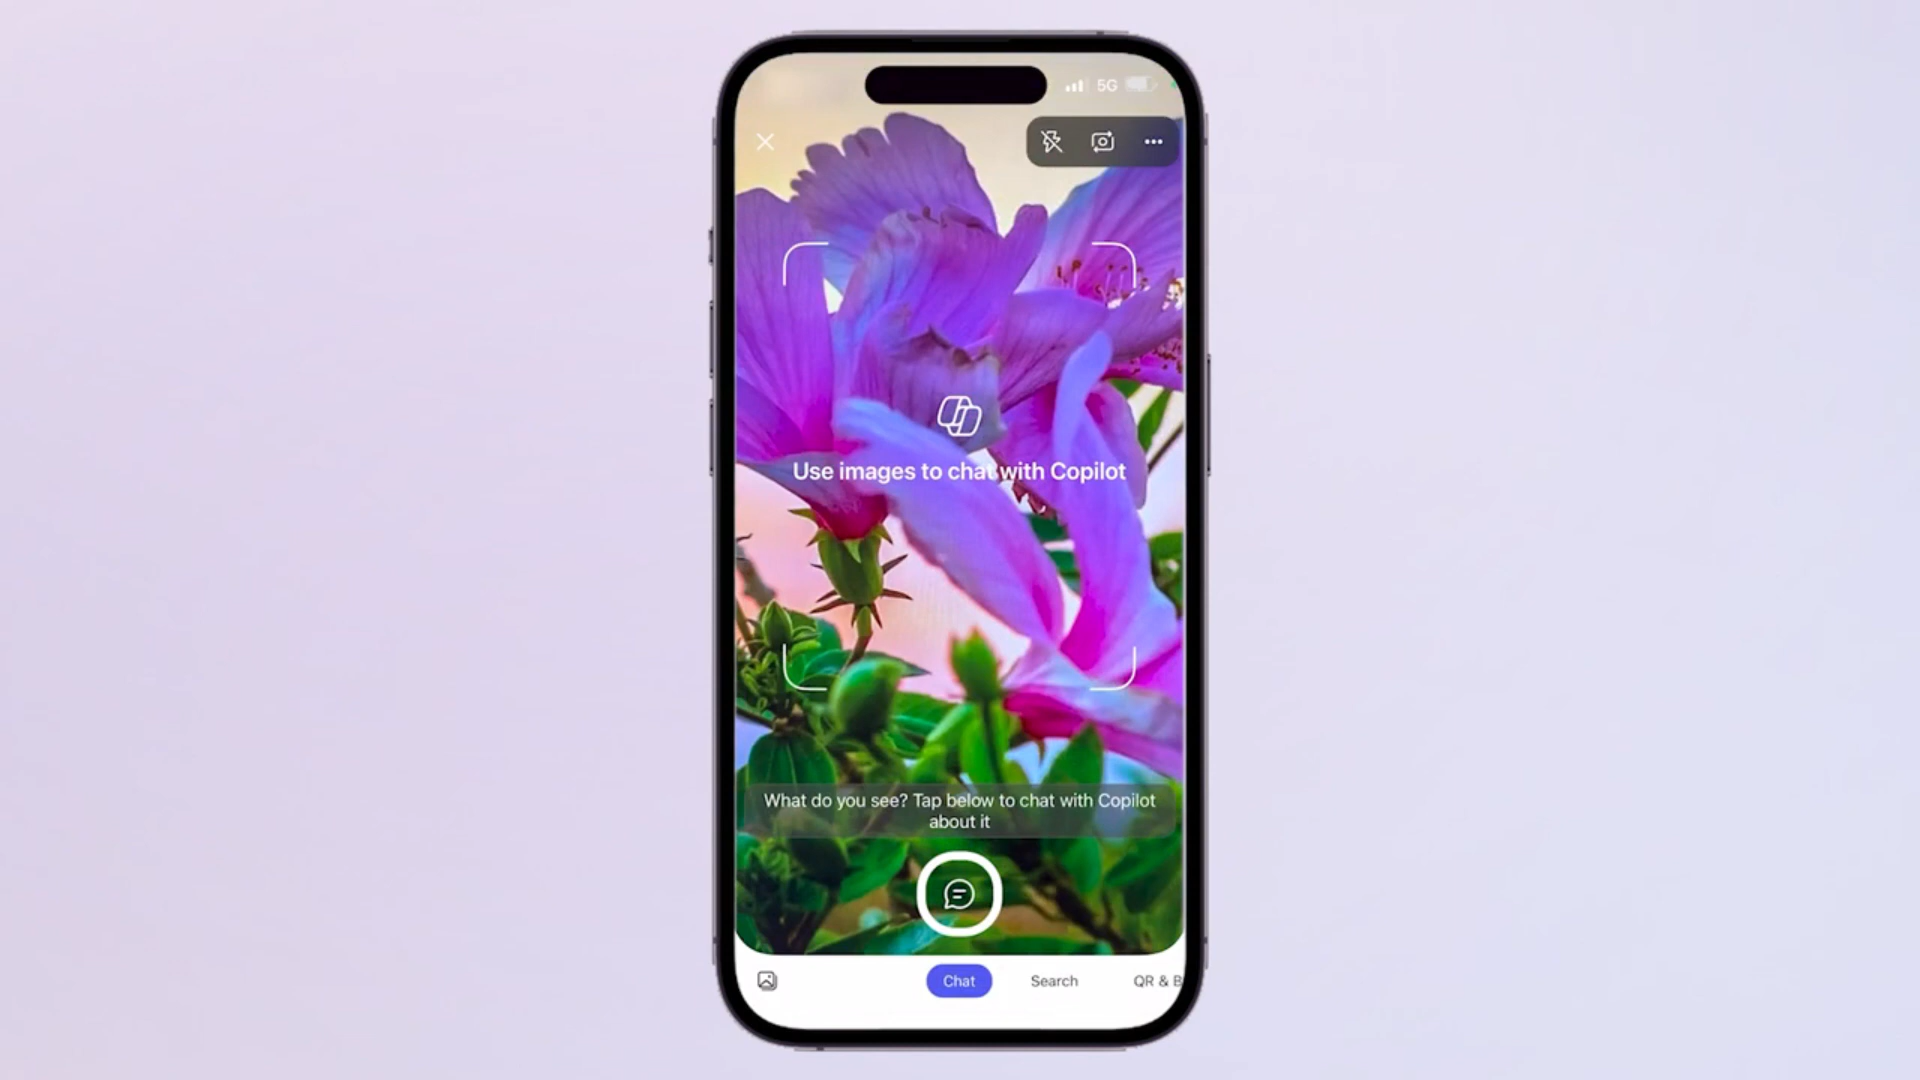 5G
Use images to chat with Copilot
What do you see? Tap below to chat with Copilot
about it
Chat
Search
QR & B